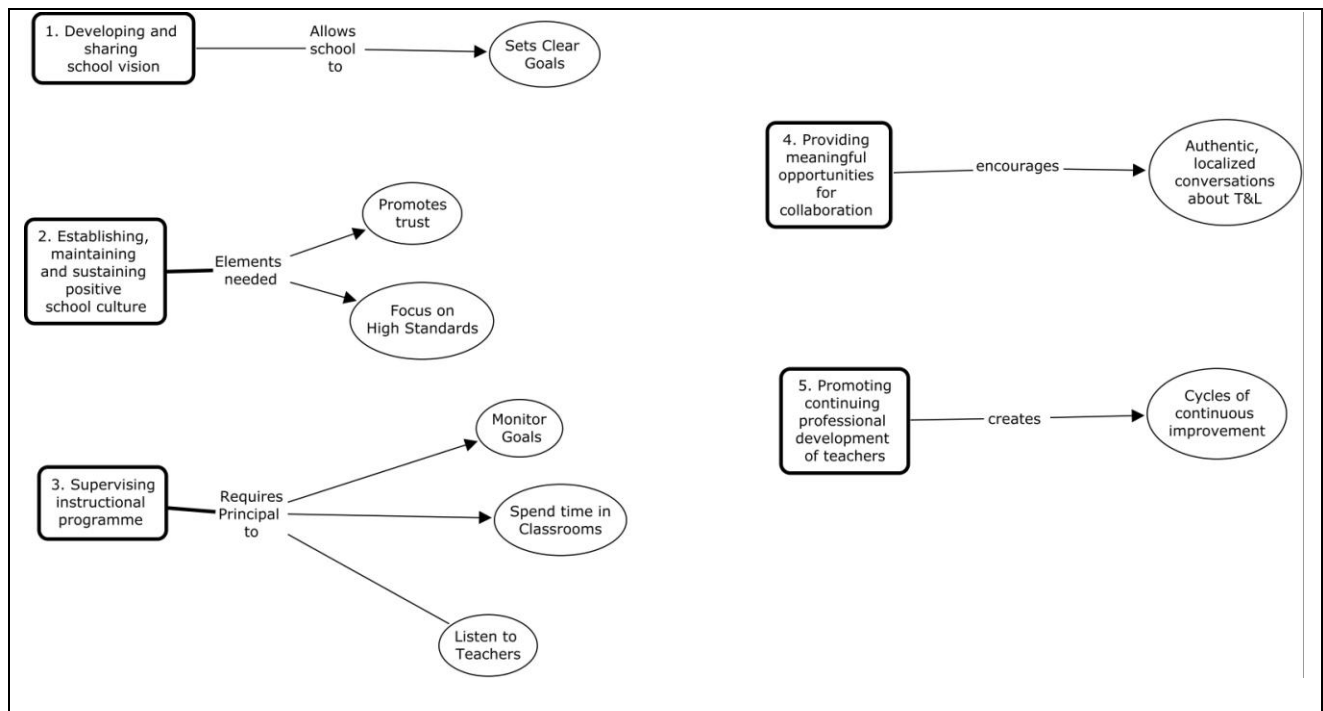 1. Developing and
sharing
school vision
Allows
school
to
Sets Clear
Goals
2. Establishing,
maintaining
and sustaining
positive
school culture
Elements
needed
Promotes
trust
Focus on
High Standards
3. Supervising
instructional
programme
Requires
Principal
to
Monitor
Goals
Spend time in
Classrooms
Listen to
Teachers
4. Providing
meaningful
opportunities
for
collaboration
encourages
Authentic,
localized
conversations
about T&L
5. Promoting
continuing
professional
development
of teachers
creates
Cycles of
continuous
improvement